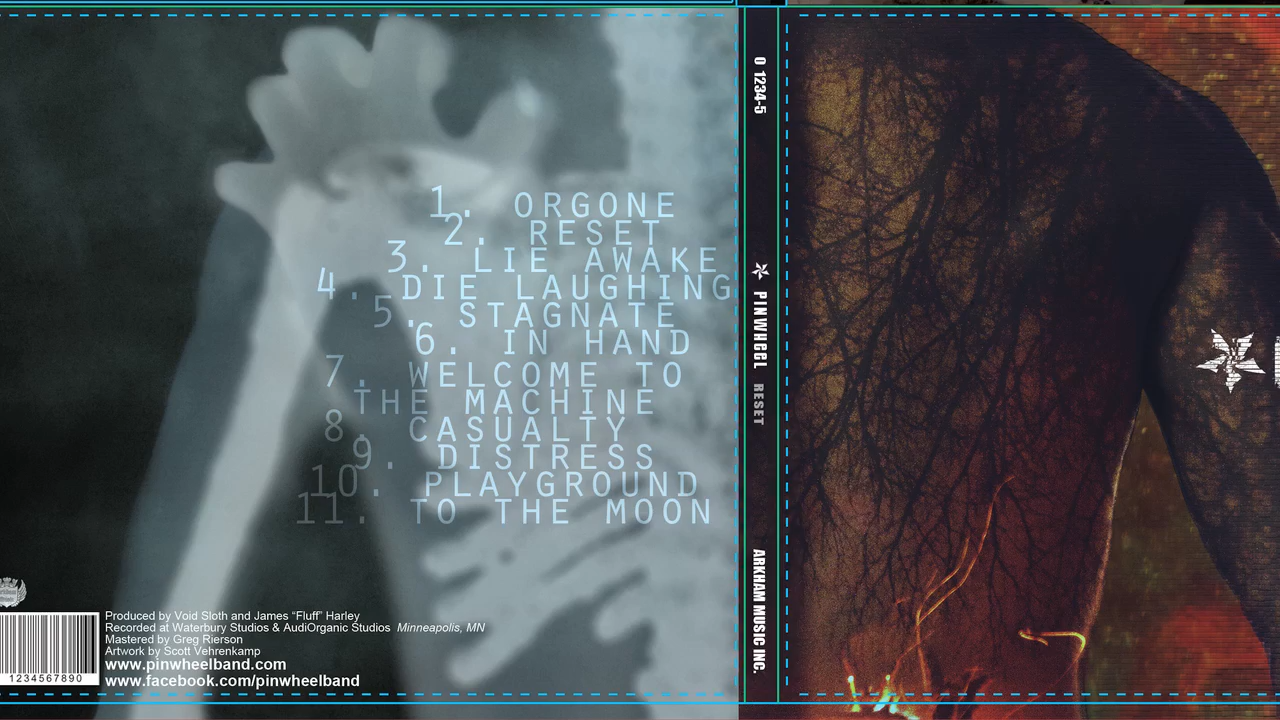 1. ORGONE
2. RESET
3. LIE AWAKE
4. DIE LAUGHING
5. STAGNATE
6. IN HAND
7. WELCOME TO
THE MACHINE
8. CASUALTY
9. DISTRESS
10. PLAYGROUND
11. TO THE MOON
Produced by Void Sloth and James “Fluff” Harley
Recorded at Waterbury Studios & AudiOrganic Studios Minneapolis, MN
Mastered by Greg Rierson
Artwork by Scott Vehrenkamp
www.pinwheelband.com
www.facebook.com/pinwheelband
1234567890
0 1234-5
PINWHEEL RESET
ARKHAM MUSIC INC.